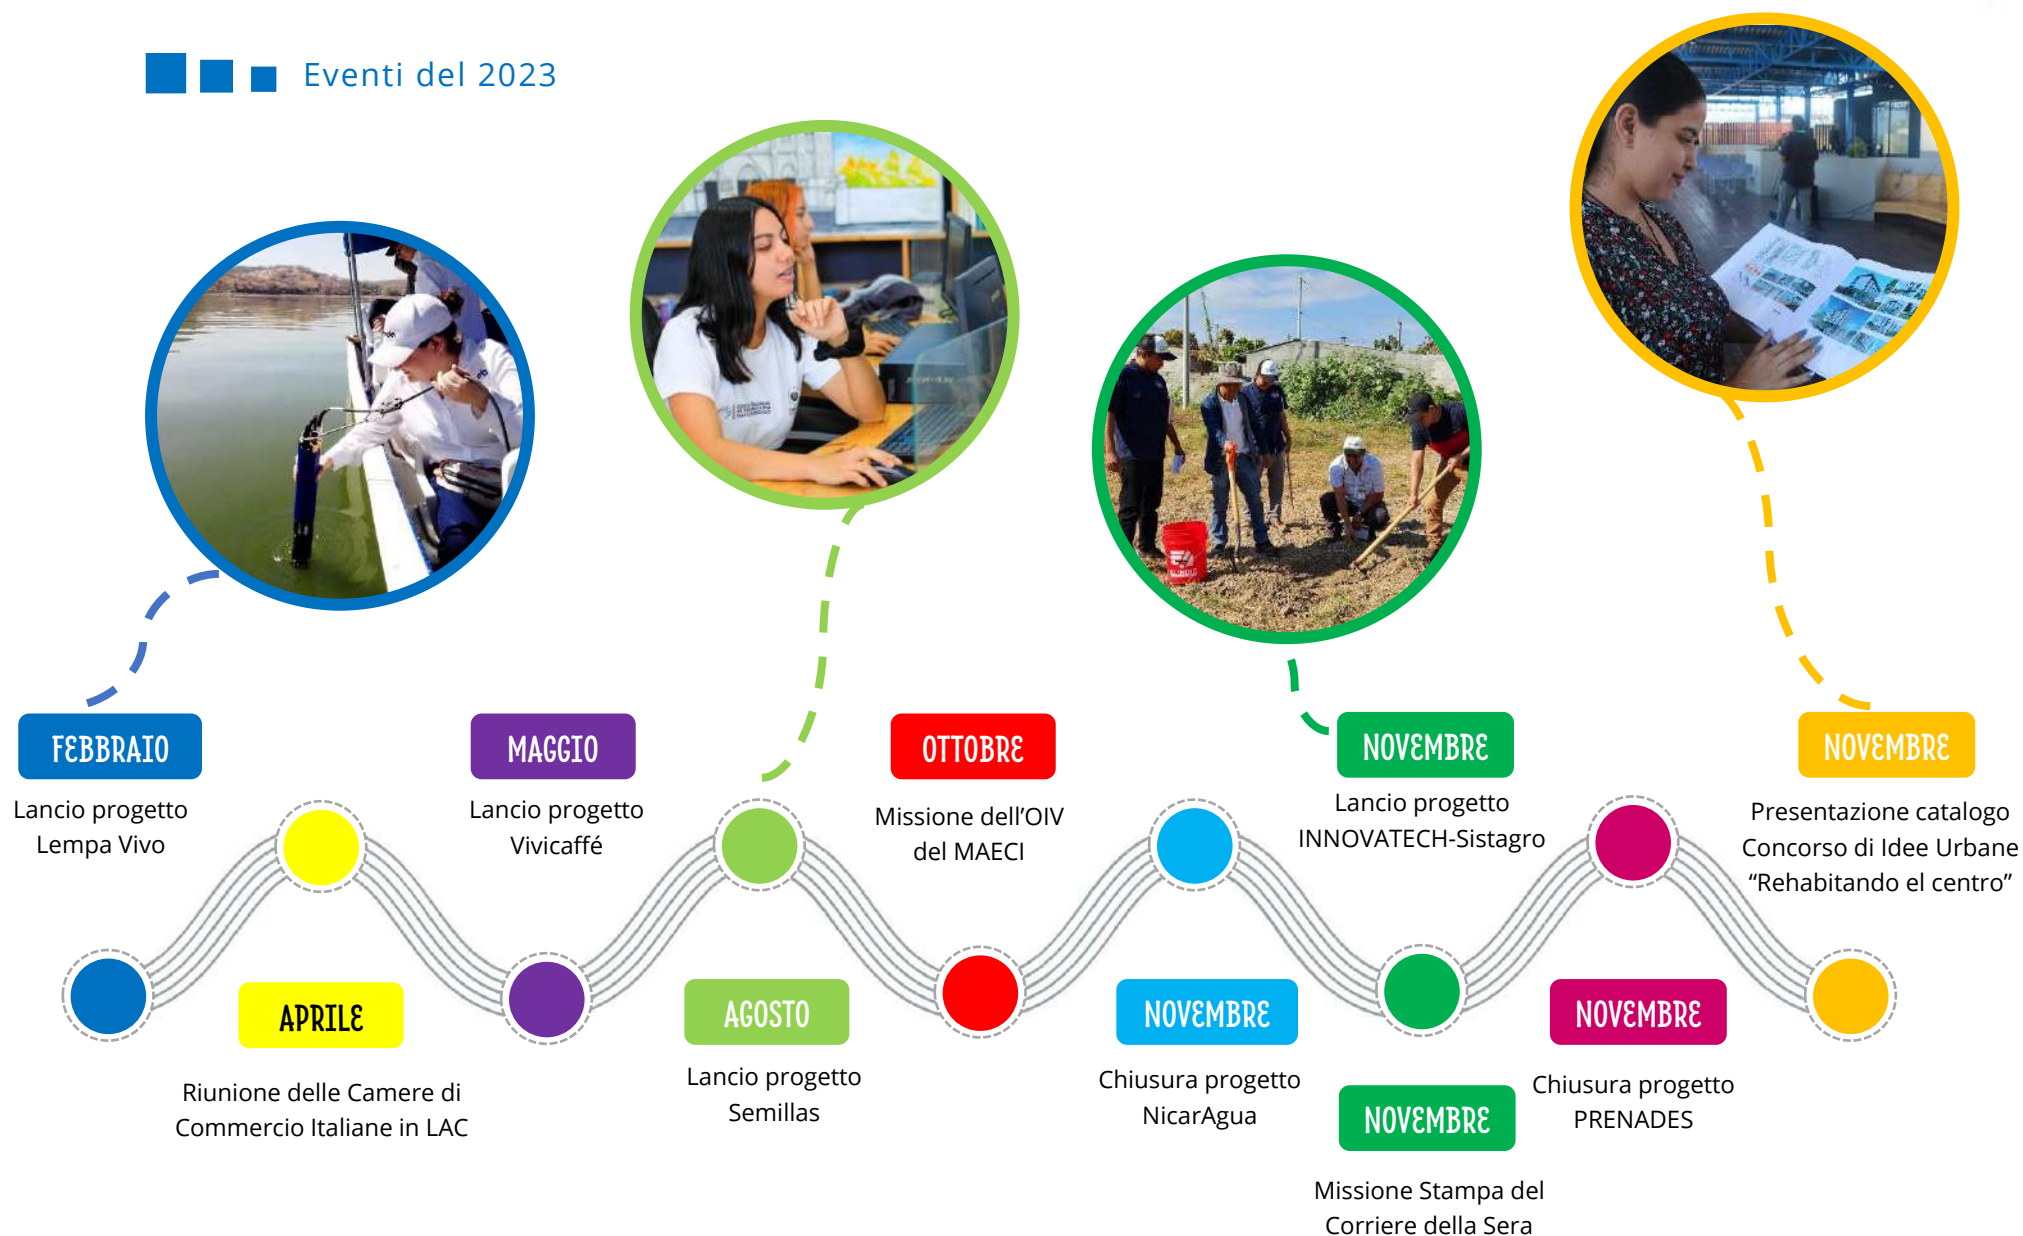 Eventi del 2023
FEBBRAIO
Lancio progetto
Lempa Vivo
APRILE
Riunione delle Camere di
Commercio Italiane in LAC
MAGGIO
Lancio progetto
Vivicaffé
AGOSTO
Lancio progetto
Semillas
OTTOBRE
Missione dell’OIV
del MAECI
NOVEMBRE
Chiusura progetto
NicarAgua
NOVEMBRE
Lancio progetto
INNOVATECH-Sistagro
NOVEMBRE
Missione Stampa del
Corriere della Sera
NOVEMBRE
Chiusura progetto
PRENADES
NOVEMBRE
Presentazione catalogo
Concorso di Idee Urbane
“Rehabitando el centro”